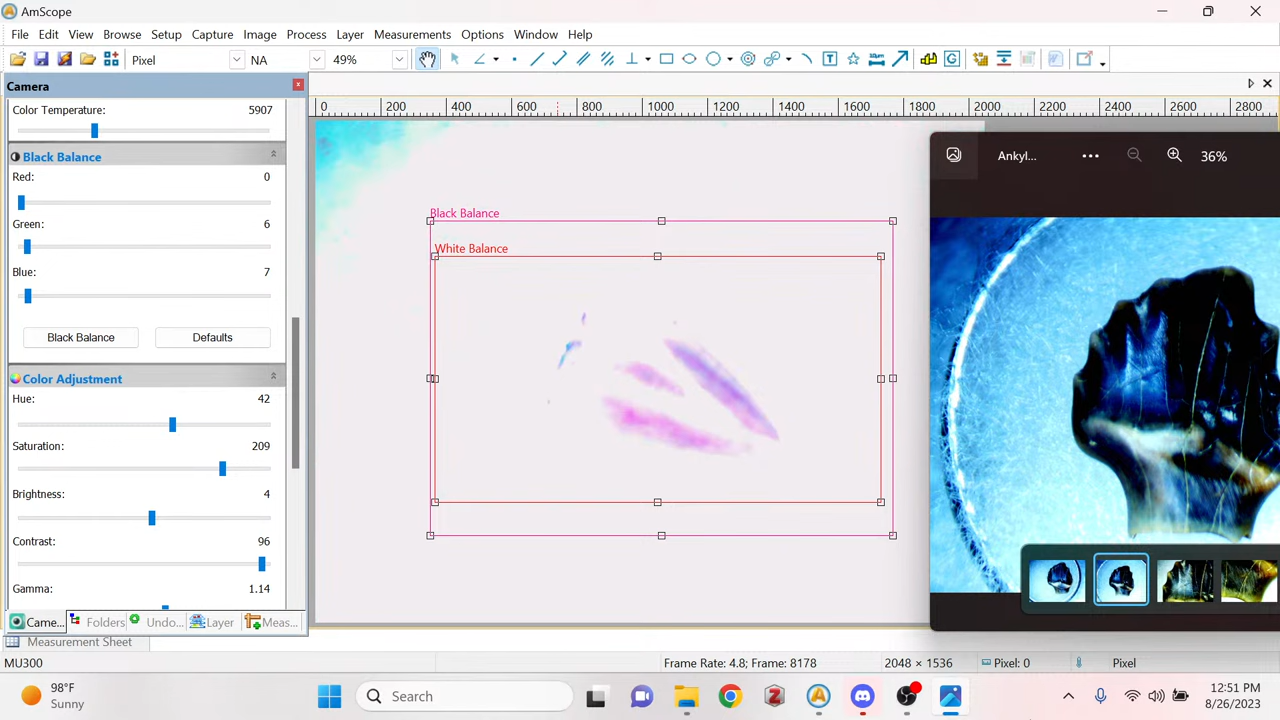 AmScope
File Edit View Browse Setup Capture Image Process Layer Measurements Options Window Help
Pixel NA 49%
Camera
Color Temperature: 5907
Black Balance
Red: 0
Green: 6
Blue: 7
Black Balance Defaults
Color Adjustment
Hue: 42
Saturation: 209
Brightness: 4
Contrast: 96
Gamma: 1.14
Came... Folders Undo... Layer Meas...
Measurement Sheet
0 200 400 600 800 1000 1200 1400 1600 1800 2000 2200 2400 2600 2800
Black Balance
White Balance
Ankyl... 36%
MU300 Frame Rate: 4.8; Frame: 8178 2048 × 1536 Pixel: 0 Pixel
98°F
Sunny
Search
12:51 PM
8/26/2023